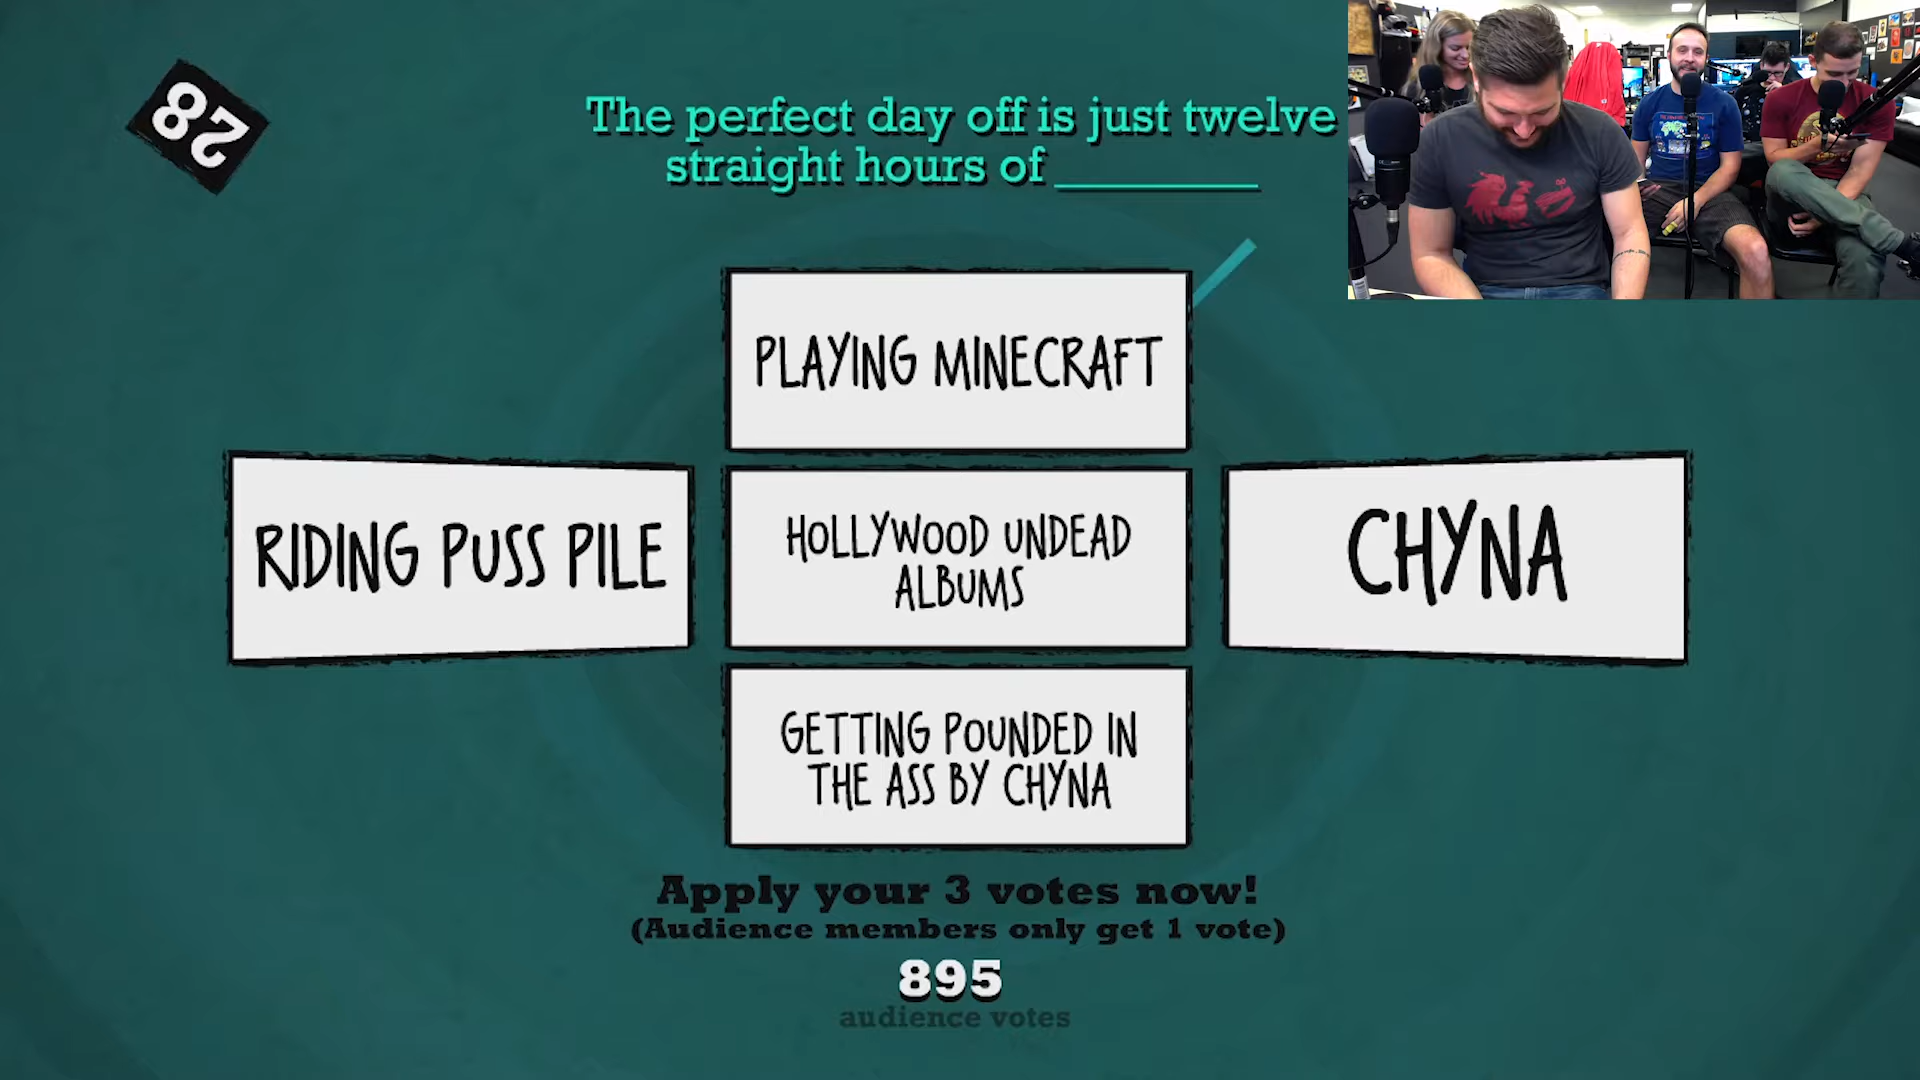 28
The perfect day off is just twelve
straight hours of ________
PLAYING MINECRAFT
RIDING PUSS PILE
HOLLYWOOD UNDEAD
ALBUMS
CHYNA
GETTING POUNDED IN
THE ASS BY CHYNA
Apply your 3 votes now!
(Audience members only get 1 vote)
895
audience votes